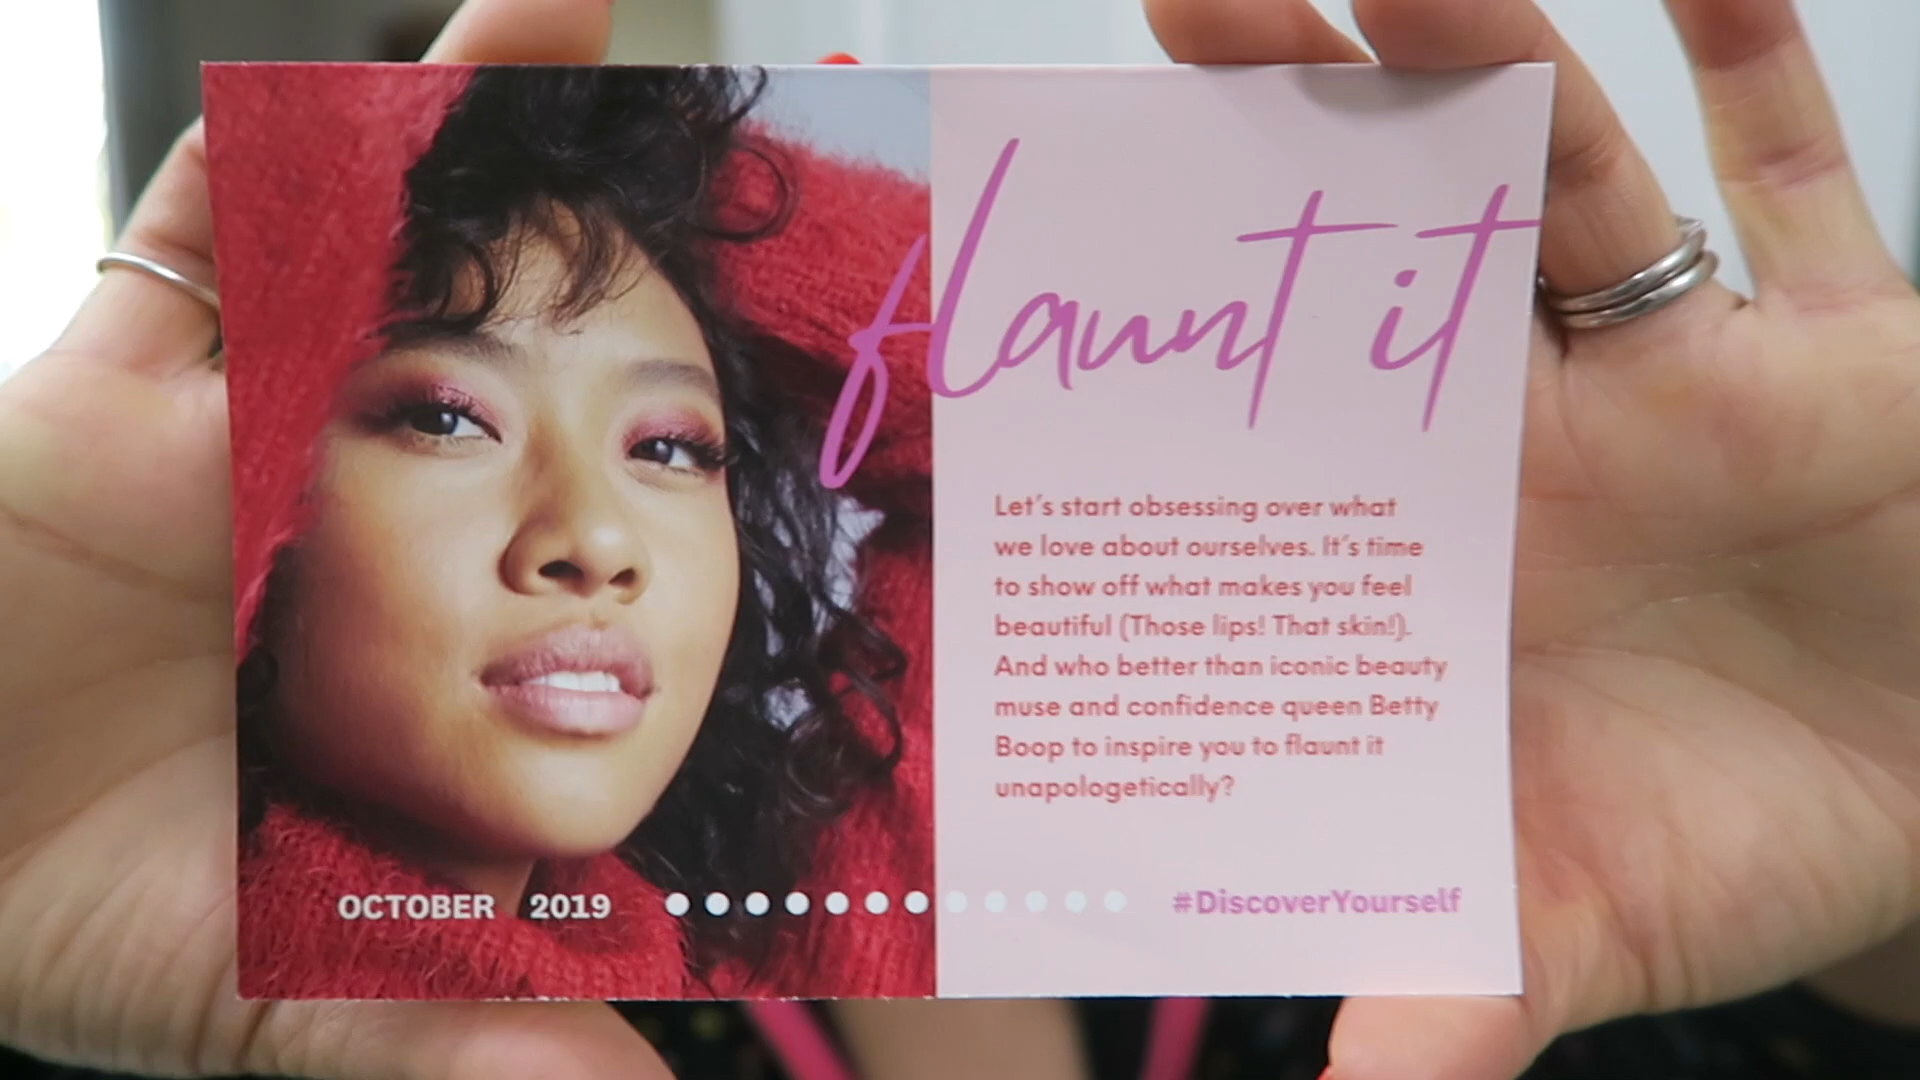 flaunt it
Let's start obsessing over what
we love about ourselves. It's time
to show off what makes you feel
beautiful (Those lips! That skin!).
And who better than iconic beauty
muse and confidence queen Betty
Boop to inspire you to flaunt it
unapologetically?
OCTOBER 2019 #DiscoverYourself